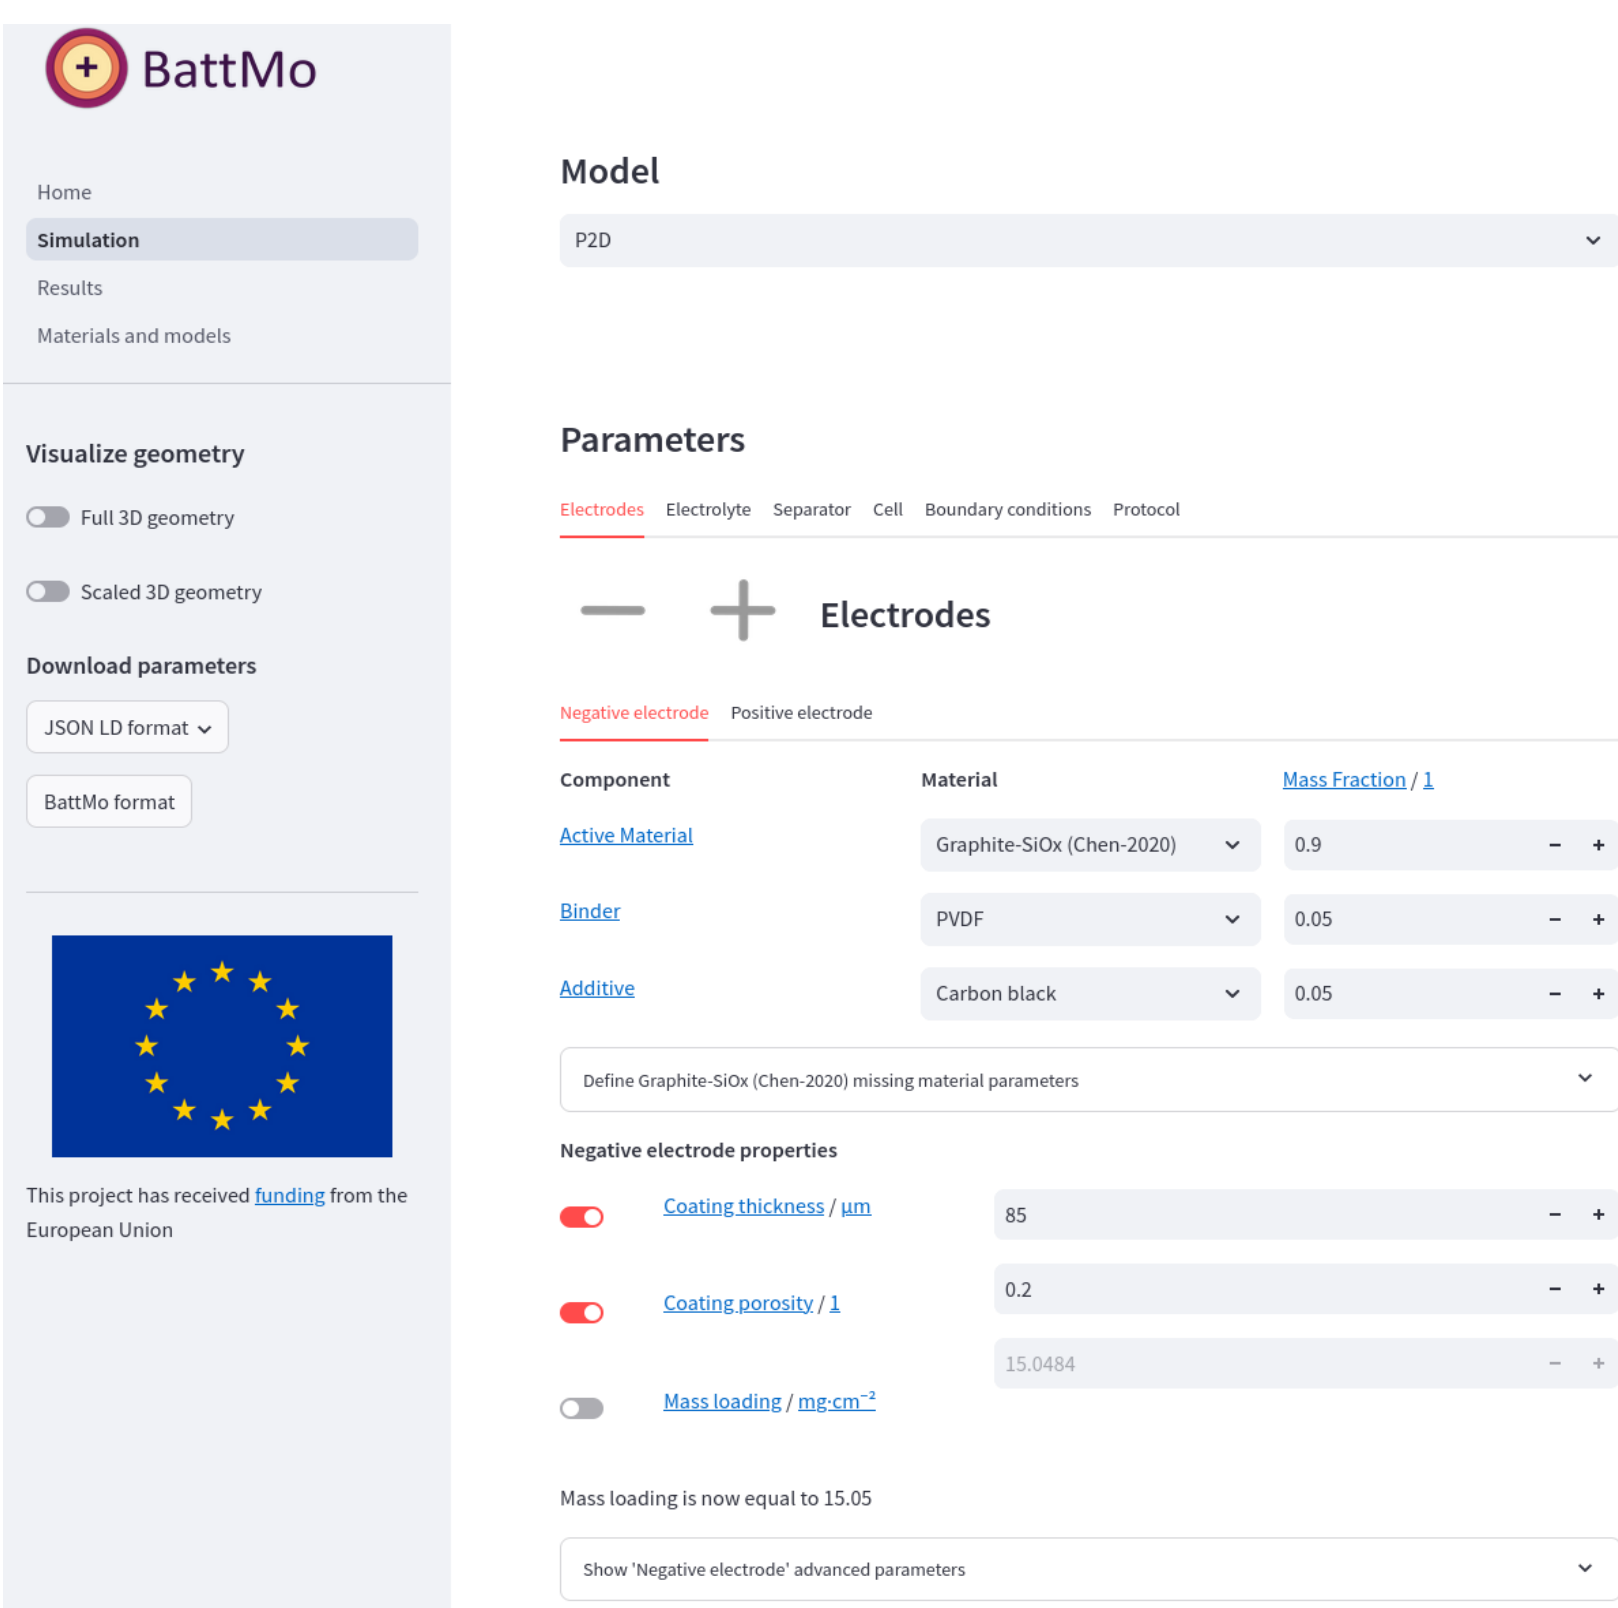 BattMo
Home
Simulation
Results
Materials and models
Visualize geometry
Full 3D geometry
Scaled 3D geometry
Download parameters
JSON LD format
BattMo format
This project has received funding from the
European Union
Model
P2D
Parameters
Electrodes Electrolyte Separator Cell Boundary conditions Protocol
Electrodes
Negative electrode Positive electrode
Component Material Mass Fraction / 1
Active Material Graphite-SiOx (Chen-2020) 0.9
Binder PVDF 0.05
Additive Carbon black 0.05
Define Graphite-SiOx (Chen-2020) missing material parameters
Negative electrode properties
Coating thickness / μm 85
Coating porosity / 1 0.2
Mass loading / mg·cm⁻² 15.0484
Mass loading is now equal to 15.05
Show 'Negative electrode' advanced parameters